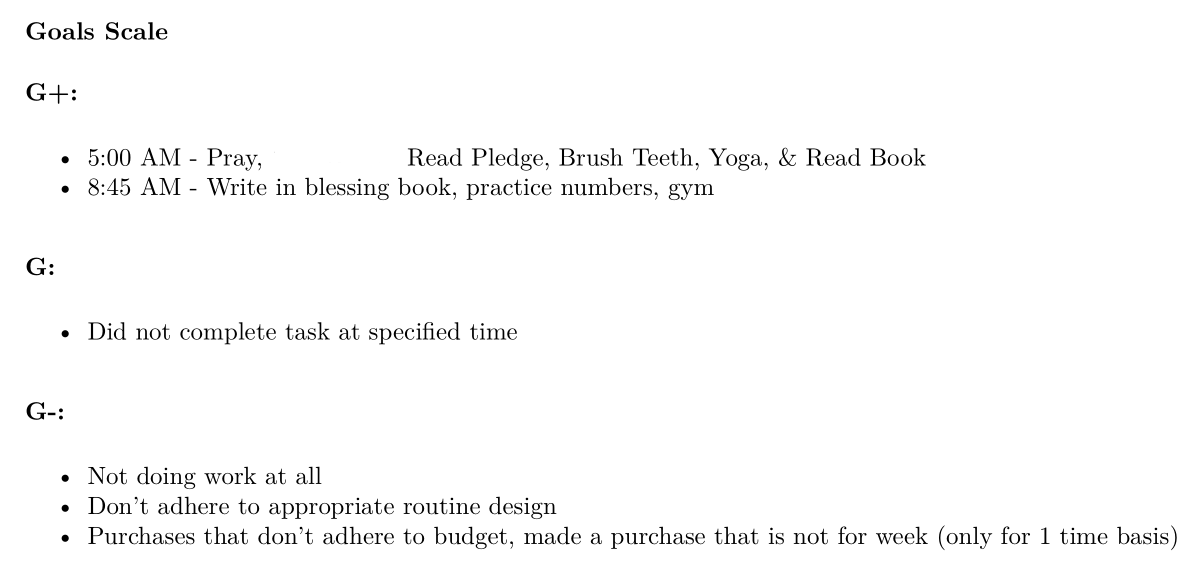 Goals Scale
G+:
• 5:00 AM - Pray, Read Pledge, Brush Teeth, Yoga, & Read Book
• 8:45 AM - Write in blessing book, practice numbers, gym
G:
• Did not complete task at specified time
G-:
• Not doing work at all
• Don't adhere to appropriate routine design
• Purchases that don't adhere to budget, made a purchase that is not for week (only for 1 time basis)